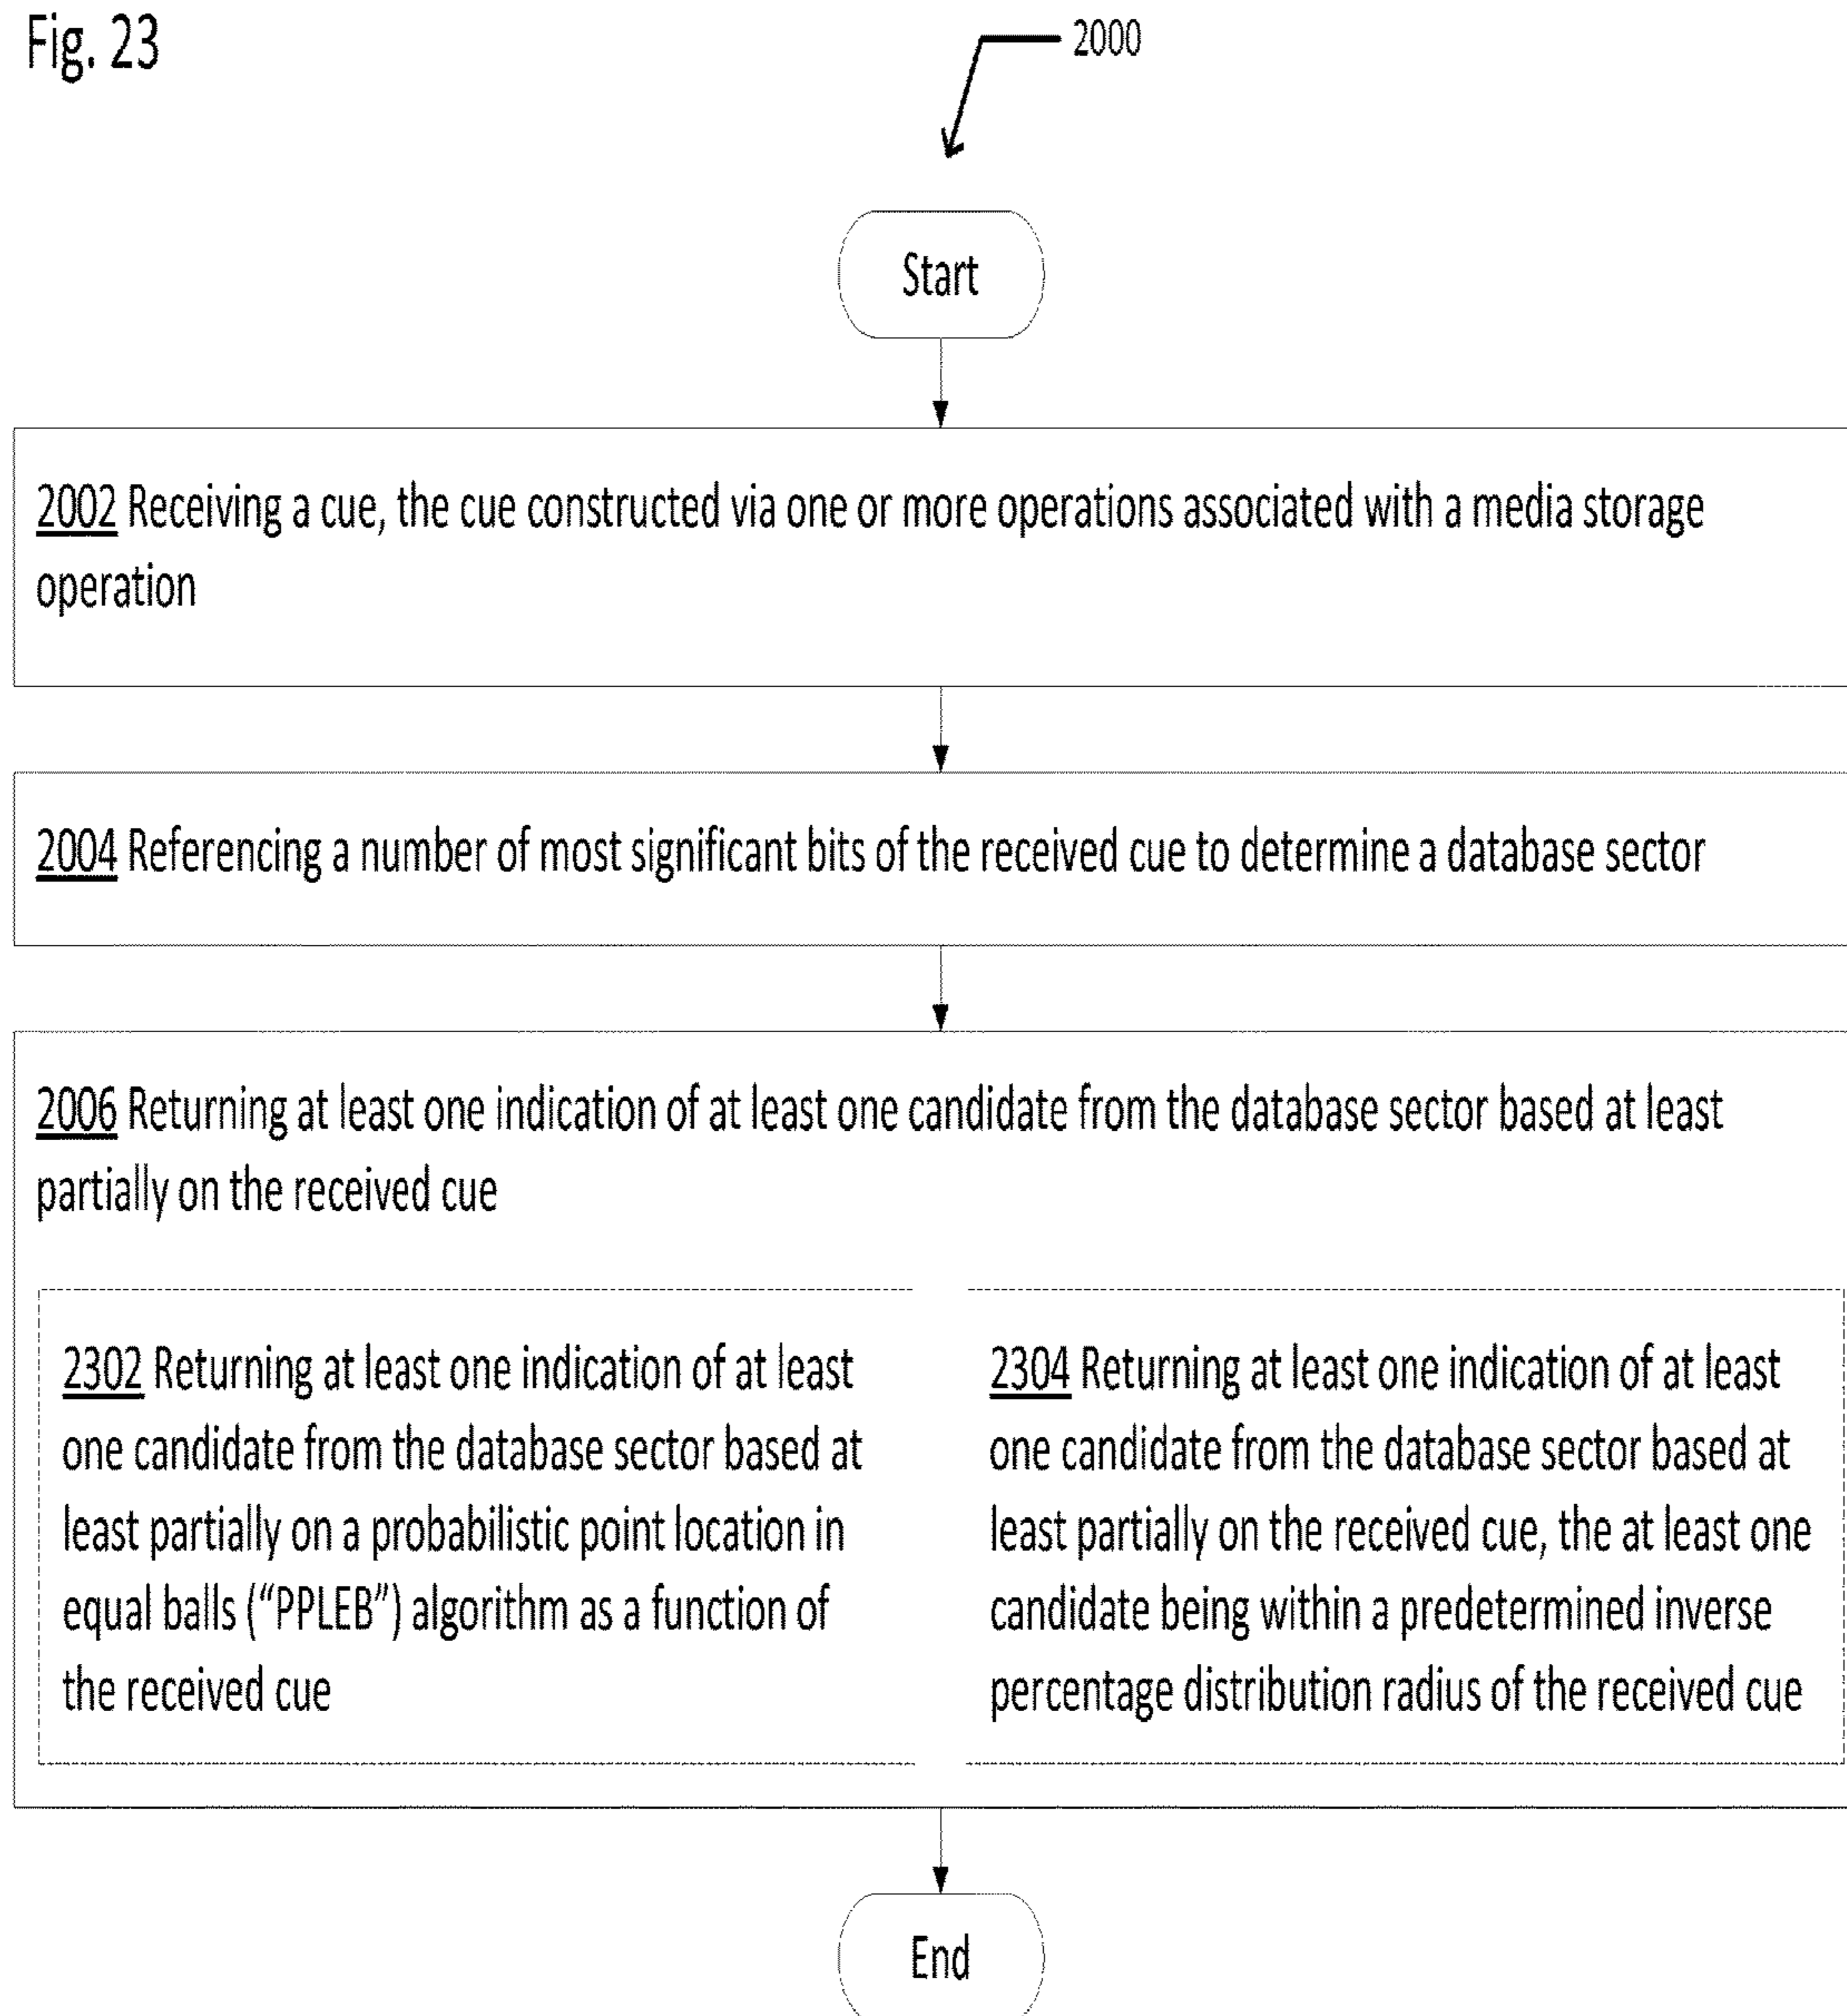 Fig. 23
2000
Start
2002 Receiving a cue, the cue constructed via one or more operations associated with a media storage
operation
2004 Referencing a number of most significant bits of the received cue to determine a database sector
2006 Returning at least one indication of at least one candidate from the database sector based at least
partially on the received cue
2302 Returning at least one indication of at least
one candidate from the database sector based at
least partially on a probabilistic point location in
equal balls (“PPLEB”) algorithm as a function of
the received cue
2304 Returning at least one indication of at least
one candidate from the database sector based at
least partially on the received cue, the at least one
candidate being within a predetermined inverse
percentage distribution radius of the received cue
End